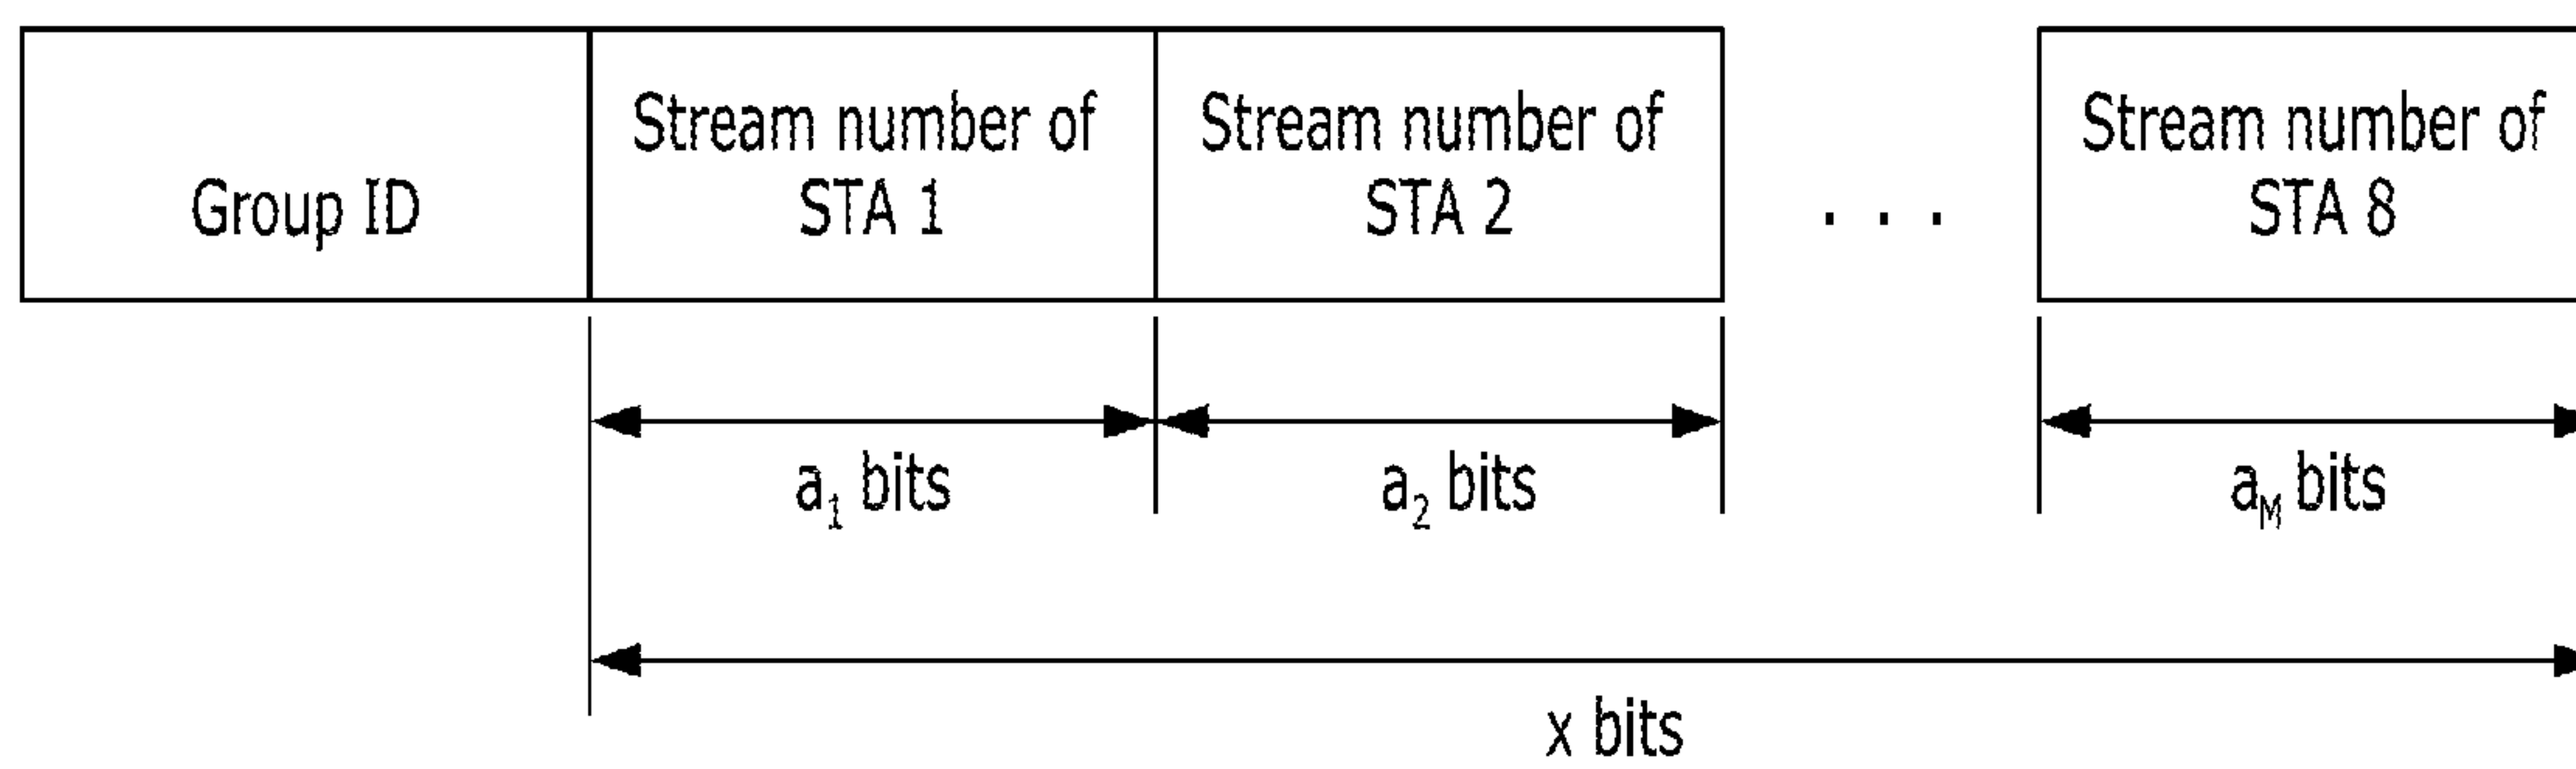 Group ID
Stream number of
STA 1
Stream number of
STA 2
. . .
Stream number of
STA 8
a₁ bits
a₂ bits
a_M bits
x bits